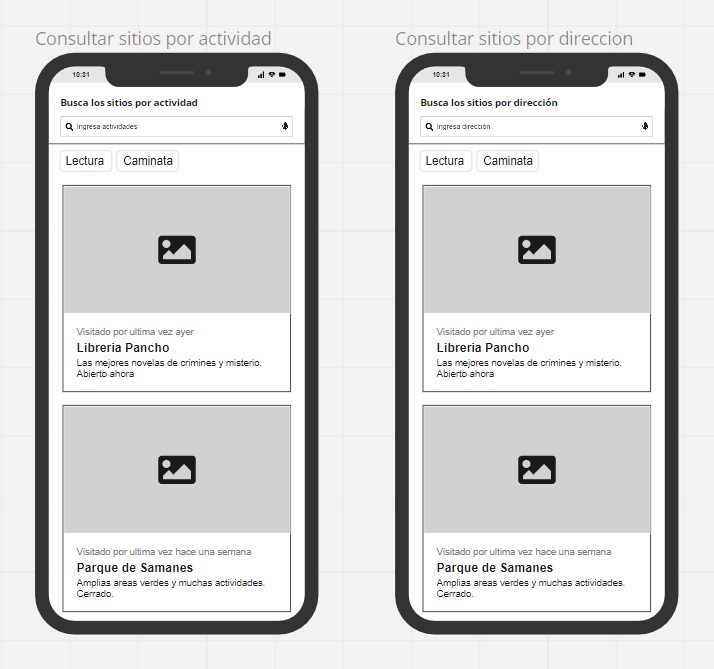 Consultar sitios por actividad
10:31
Busca los sitios por actividad
Ingresa actividades
Lectura
Caminata
Visitado por ultima vez ayer
Libreria Pancho
Las mejores novelas de crimines y misterio.
Abierto ahora
Visitado por ultima vez hace una semana
Parque de Samanes
Amplias areas verdes y muchas actividades.
Cerrado.
Consultar sitios por direccion
10:31
Busca los sitios por dirección
Ingresa dirección
Lectura
Caminata
Visitado por ultima vez ayer
Libreria Pancho
Las mejores novelas de crimines y misterio.
Abierto ahora
Visitado por ultima vez hace una semana
Parque de Samanes
Amplias areas verdes y muchas actividades.
Cerrado.